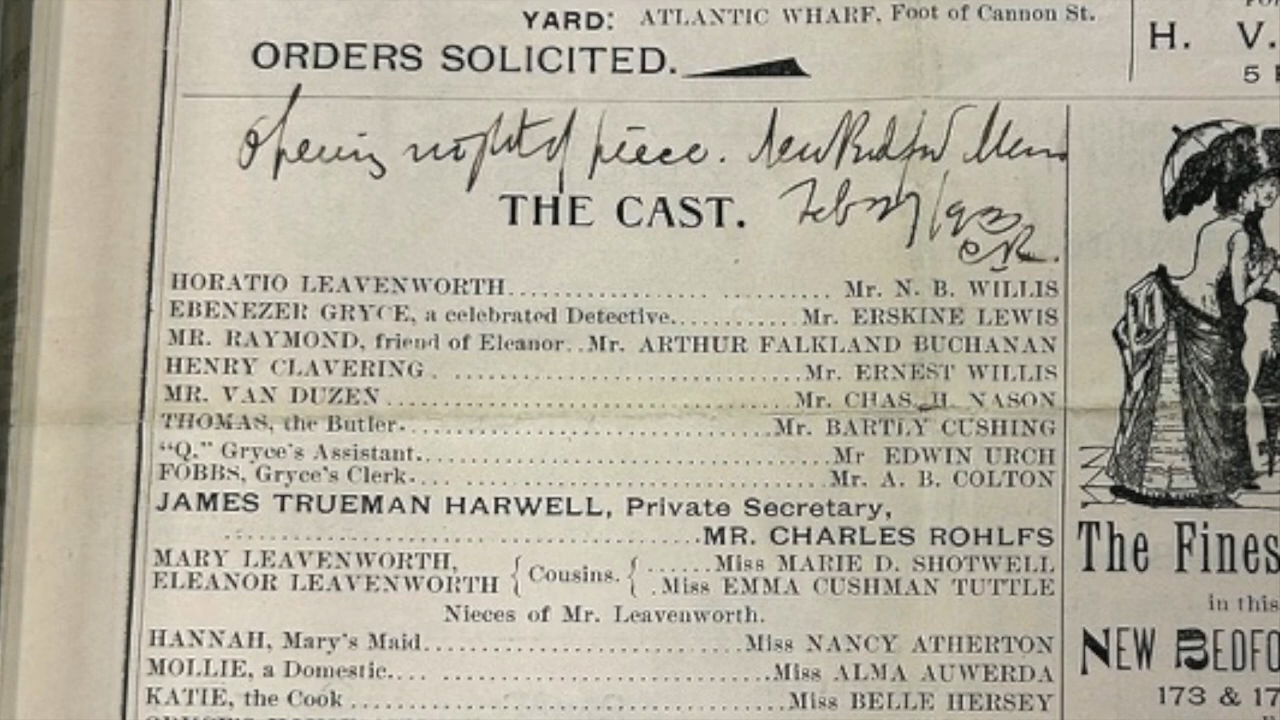 YARD: ATLANTIC WHARF, Foot of Cannon St.
ORDERS SOLICITED.
H. V.
5
Opening night of piece. New Bedford Mass
THE CAST.
Feb 27/93
C.R.
HORATIO LEAVENWORTH.............. ........... Mr. N. B. WILLIS
EBENEZER GRYCE, a celebrated Detective............Mr. ERSKINE LEWIS
MR. RAYMOND, friend of Eleanor..Mr. ARTHUR FALKLAND BUCHANAN
HENRY CLAVERING. ...................................Mr. ERNEST WILLIS
MR. VAN DUZEN.........................................Mr. CHAS. H. NASON
THOMAS, the Butler.....................................Mr. BARTLY CUSHING
“Q.” Gryce's Assistant.........................................Mr EDWIN URCH
FOBBS, Gryce's Clerk.........................................Mr. A. B. COLTON
JAMES TRUEMAN HARWELL, Private Secretary,
..................................................MR. CHARLES ROHLFS
MARY LEAVENWORTH, ......Miss MARIE D. SHOTWELL
ELEANOR LEAVENWORTH { Cousins. { .Miss EMMA CUSHMAN TUTTLE
Nieces of Mr. Leavenworth.
HANNAH, Mary's Maid...............................Miss NANCY ATHERTON
MOLLIE, a Domestic.... ..............................Miss ALMA AUWERDA
KATIE, the Cook.......................................Miss BELLE HERSEY
The Fines
in this
NEW BEDFO
173 & 17